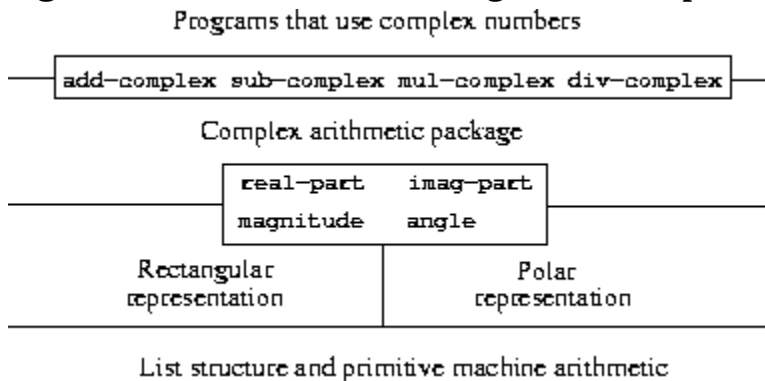 Programs that use complex numbers
add-complex sub-complex mul-complex div-complex
Complex arithmetic package
real-part imag-part
magnitude angle
Rectangular representation
Polar representation
List structure and primitive machine arithmetic